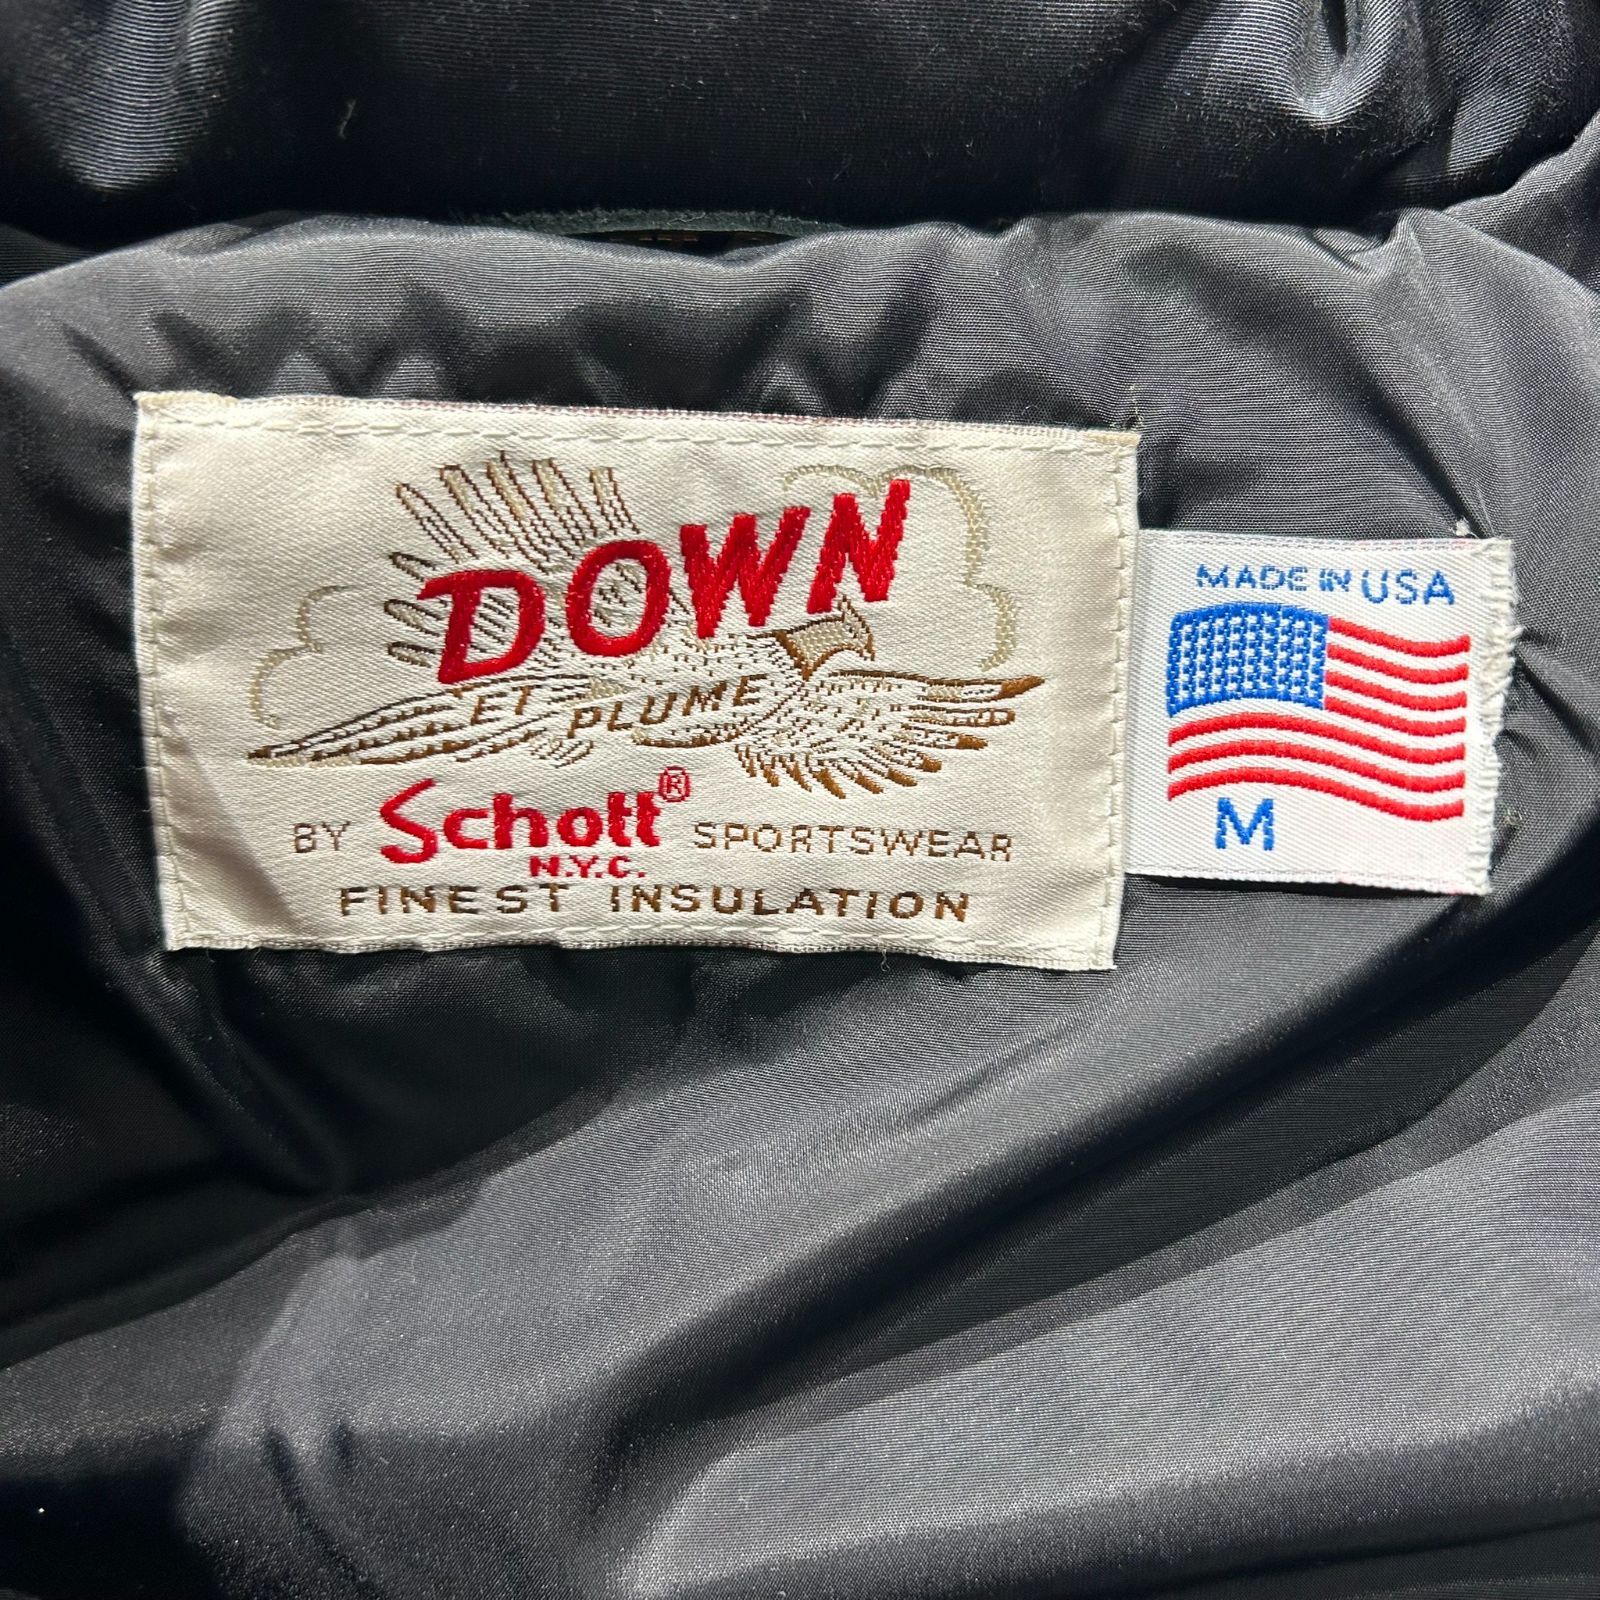 DOWN
ET PLUME
BY Schott® SPORTSWEAR
N.Y.C.
FINEST INSULATION
MADE IN USA
M